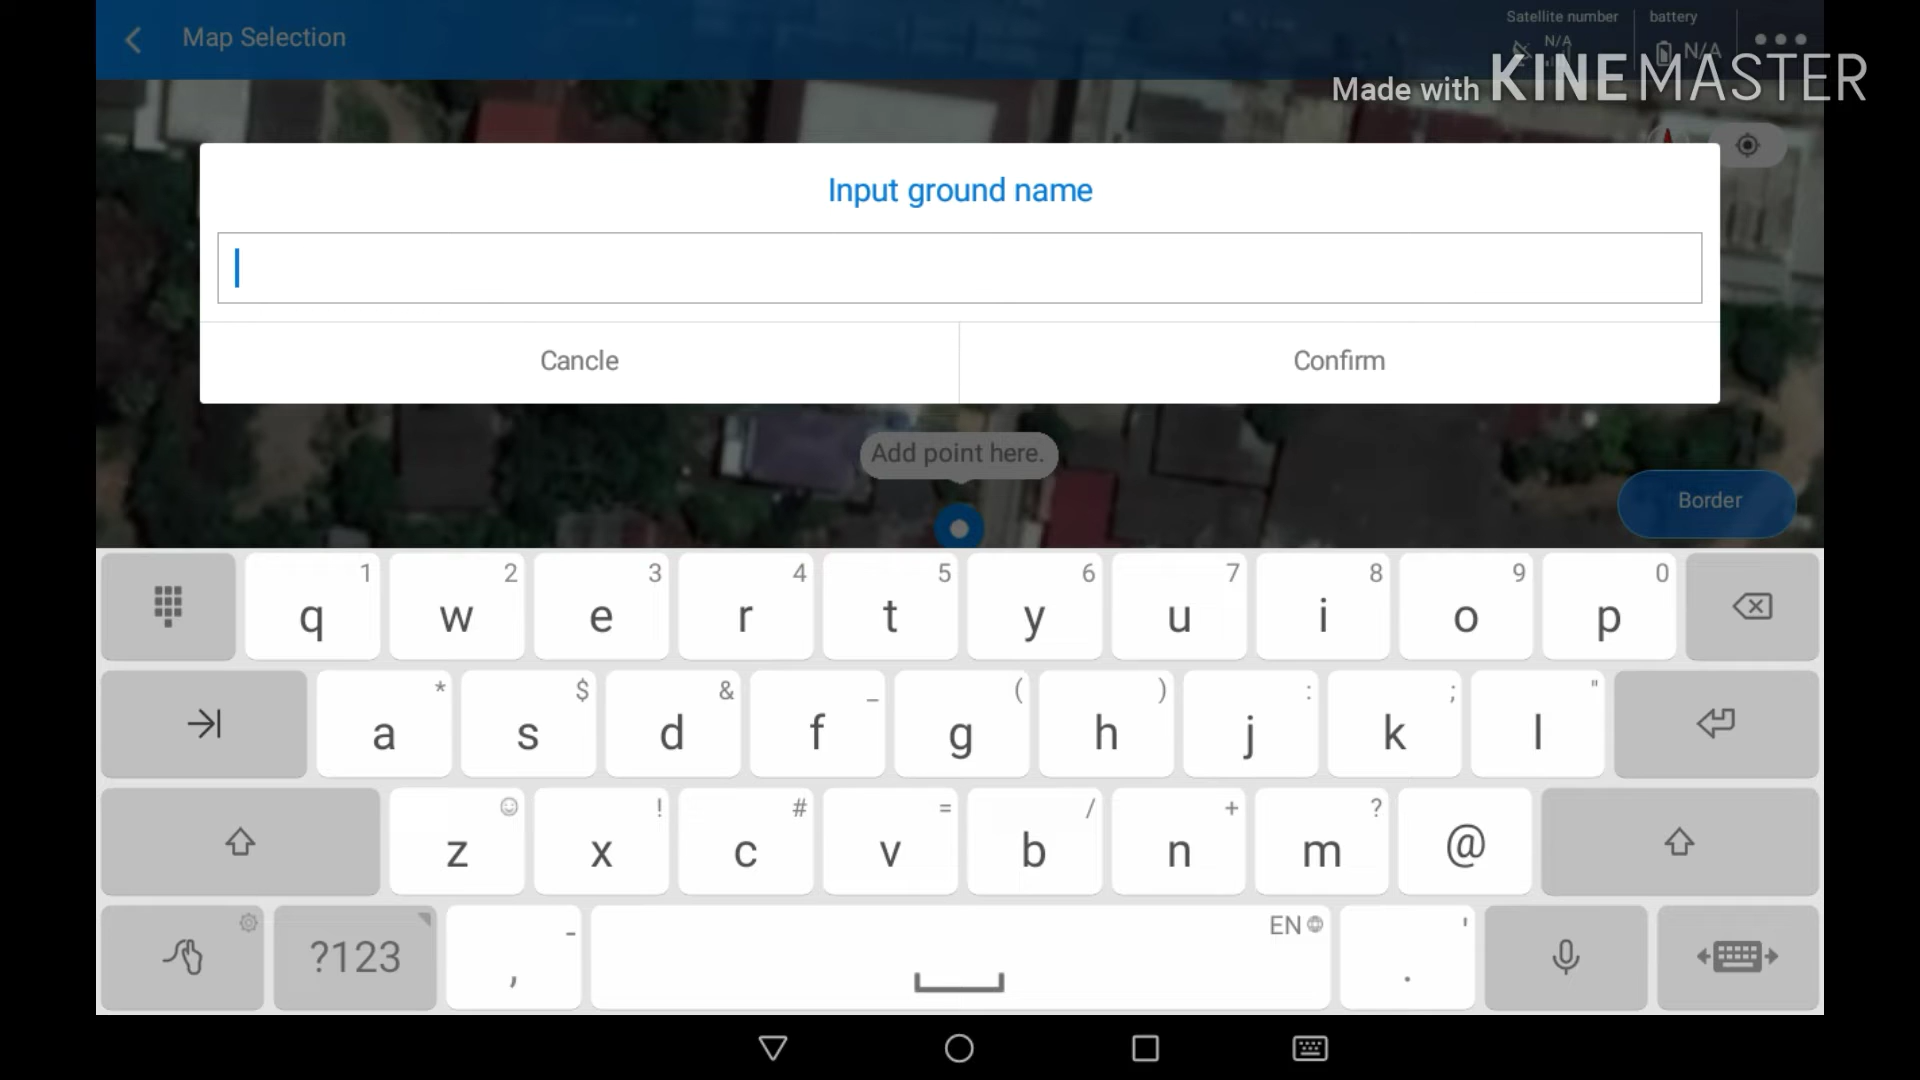 Map Selection
Satellite number
battery
N/A
N/A
Made with KINEMASTER
Input ground name
Cancle
Confirm
Add point here.
Border
1 2 3 4 5 6 7 8 9 0
q w e r t y u i o p
* $ & _ ( ) : ; "
a s d f g h j k l
! # = / + ?
z x c v b n m @
?123 , - EN . '